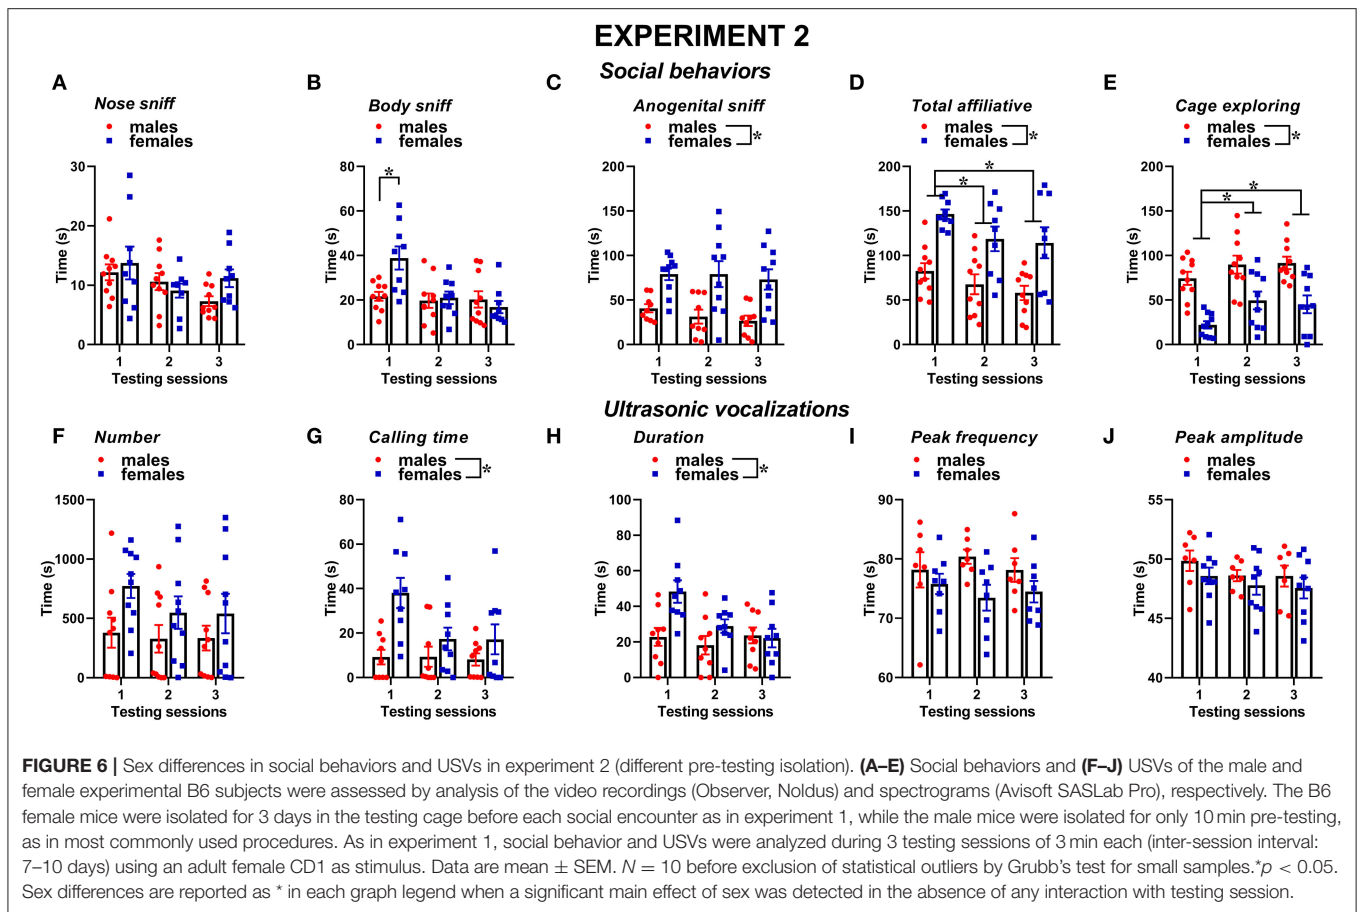 EXPERIMENT 2
Social behaviors
A
Nose sniff
males
females
30
20
10
0
Time (s)
1 2 3
Testing sessions
B
Body sniff
males
females
*
80
60
40
20
0
Time (s)
1 2 3
Testing sessions
C
Anogenital sniff
males
females
*
200
150
100
50
0
Time (s)
1 2 3
Testing sessions
D
Total affiliative
males
females
*
*
*
200
150
100
50
0
Time (s)
1 2 3
Testing sessions
E
Cage exploring
males
females
*
*
*
200
150
100
50
0
Time (s)
1 2 3
Testing sessions
Ultrasonic vocalizations
F
Number
males
females
1500
1000
500
0
Time (s)
1 2 3
Testing sessions
G
Calling time
males
females
*
80
60
40
20
0
Time (s)
1 2 3
Testing sessions
H
Duration
males
females
*
100
80
60
40
20
0
Time (s)
1 2 3
Testing sessions
I
Peak frequency
males
females
90
80
70
60
Time (s)
1 2 3
Testing sessions
J
Peak amplitude
males
females
55
50
45
40
Time (s)
1 2 3
Testing sessions
FIGURE 6 | Sex differences in social behaviors and USVs in experiment 2 (different pre-testing isolation). (A–E) Social behaviors and (F–J) USVs of the male and
female experimental B6 subjects were assessed by analysis of the video recordings (Observer, Noldus) and spectrograms (Avisoft SASLab Pro), respectively. The B6
female mice were isolated for 3 days in the testing cage before each social encounter as in experiment 1, while the male mice were isolated for only 10 min pre-testing,
as in most commonly used procedures. As in experiment 1, social behavior and USVs were analyzed during 3 testing sessions of 3 min each (inter-session interval:
7–10 days) using an adult female CD1 as stimulus. Data are mean ± SEM. N = 10 before exclusion of statistical outliers by Grubb's test for small samples.*p < 0.05.
Sex differences are reported as * in each graph legend when a significant main effect of sex was detected in the absence of any interaction with testing session.